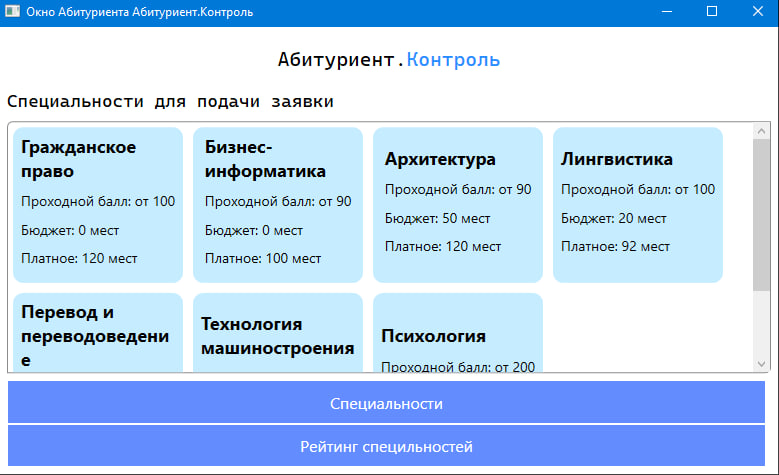 Окно Абитуриента Абитуриент.Контроль
Абитуриент.Контроль
Специальности для подачи заявки
Гражданское
право
Проходной балл: от 100
Бюджет: 0 мест
Платное: 120 мест
Бизнес-
информатика
Проходной балл: от 90
Бюджет: 0 мест
Платное: 100 мест
Архитектура
Проходной балл: от 90
Бюджет: 50 мест
Платное: 120 мест
Лингвистика
Проходной балл: от 100
Бюджет: 20 мест
Платное: 92 мест
Перевод и
переводоведени
е
Технология
машиностроения
Психология
Проходной балл: от 200
Специальности
Рейтинг специльностей